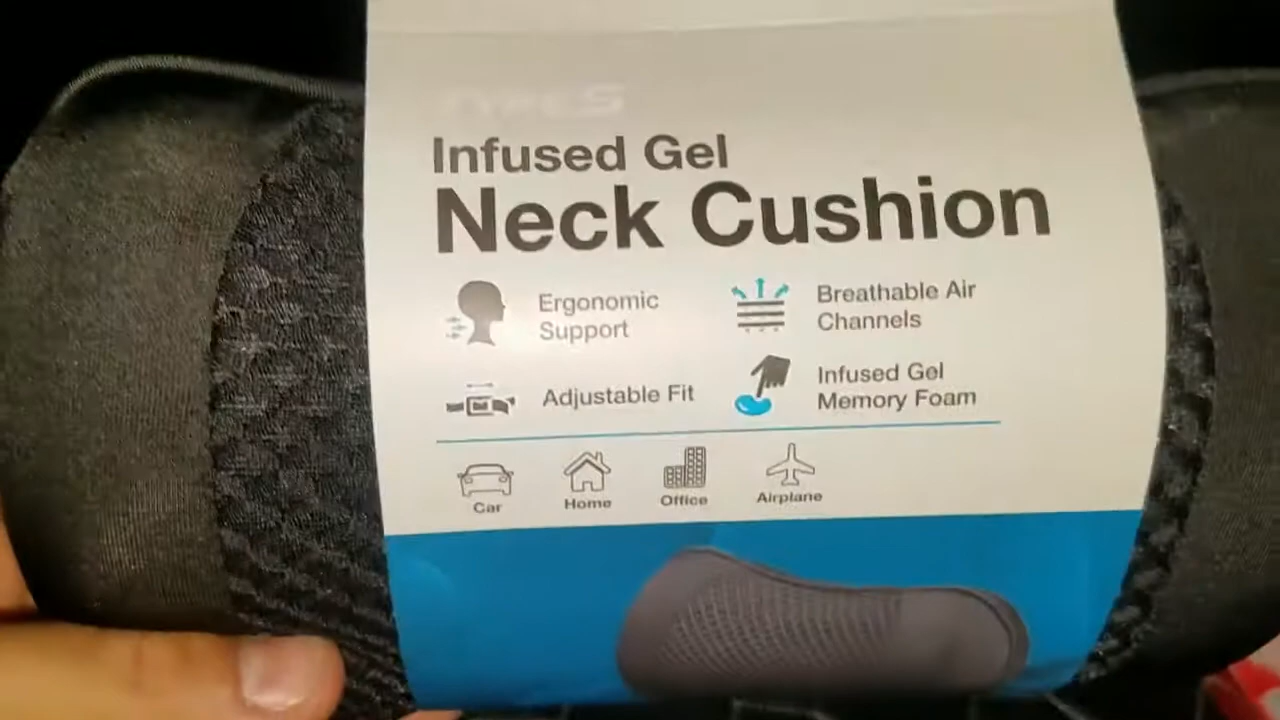 Infused Gel
Neck Cushion
Ergonomic
Support
Breathable Air
Channels
Adjustable Fit
Infused Gel
Memory Foam
Car
Home
Office
Airplane